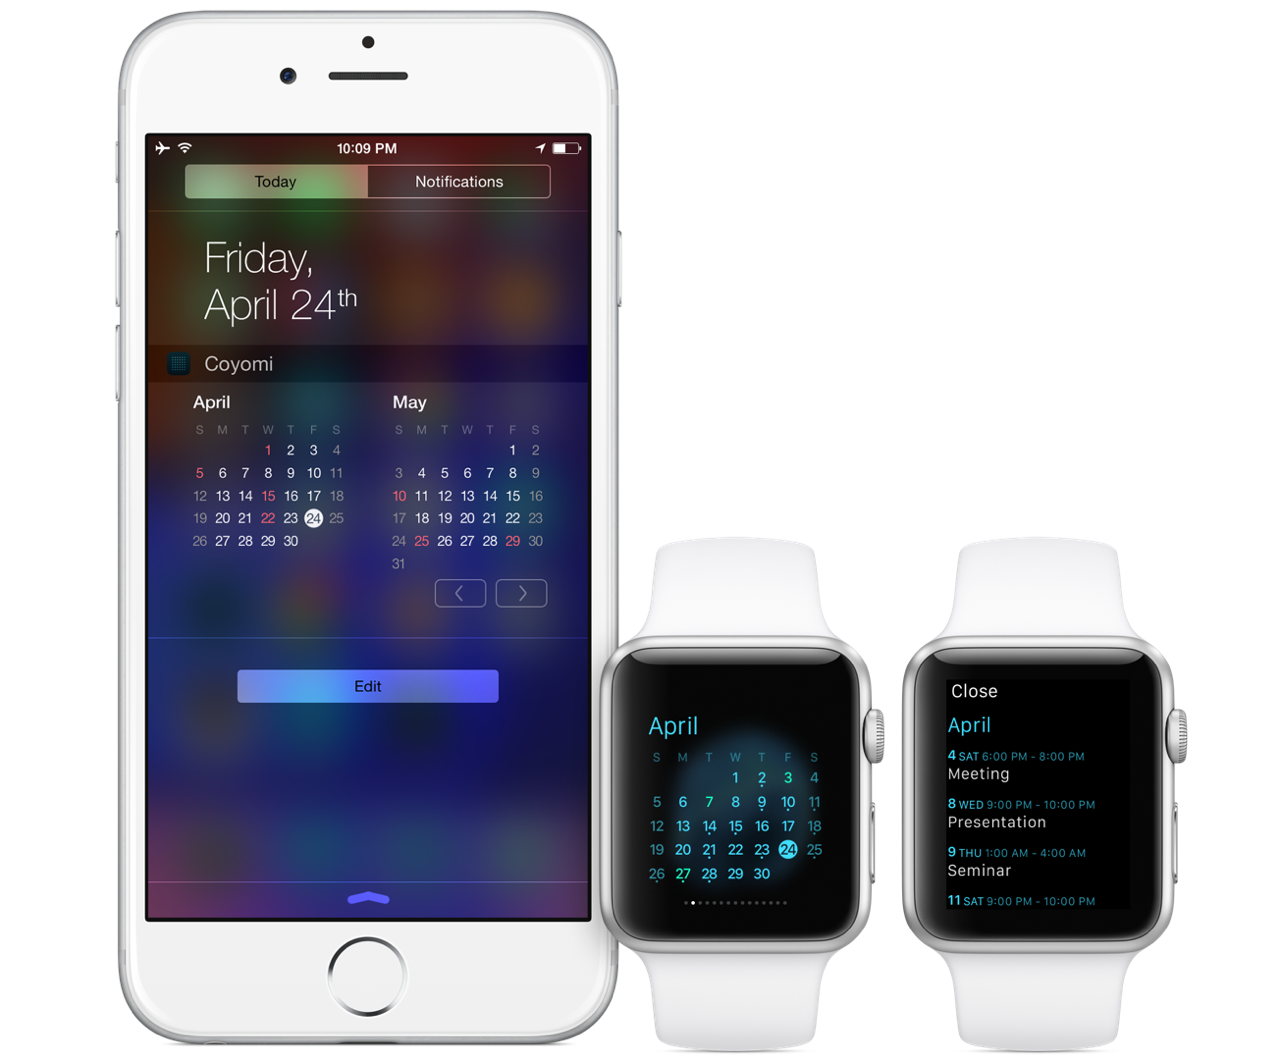 10:09 PM
Today Notifications
Friday,
April 24th
Coyomi
April May
S M T W T F S S M T W T F S
1 2 3 4 1 2
5 6 7 8 9 10 11 3 4 5 6 7 8 9
12 13 14 15 16 17 18 10 11 12 13 14 15 16
19 20 21 22 23 24 25 17 18 19 20 21 22 23
26 27 28 29 30 24 25 26 27 28 29 30
31
Edit
April
S M T W T F S
1 2 3 4
5 6 7 8 9 10 11
12 13 14 15 16 17 18
19 20 21 22 23 24 25
26 27 28 29 30
Close
April
4 SAT 6:00 PM - 8:00 PM
Meeting
8 WED 9:00 PM - 10:00 PM
Presentation
9 THU 1:00 AM - 4:00 AM
Seminar
11 SAT 9:00 PM - 10:00 PM